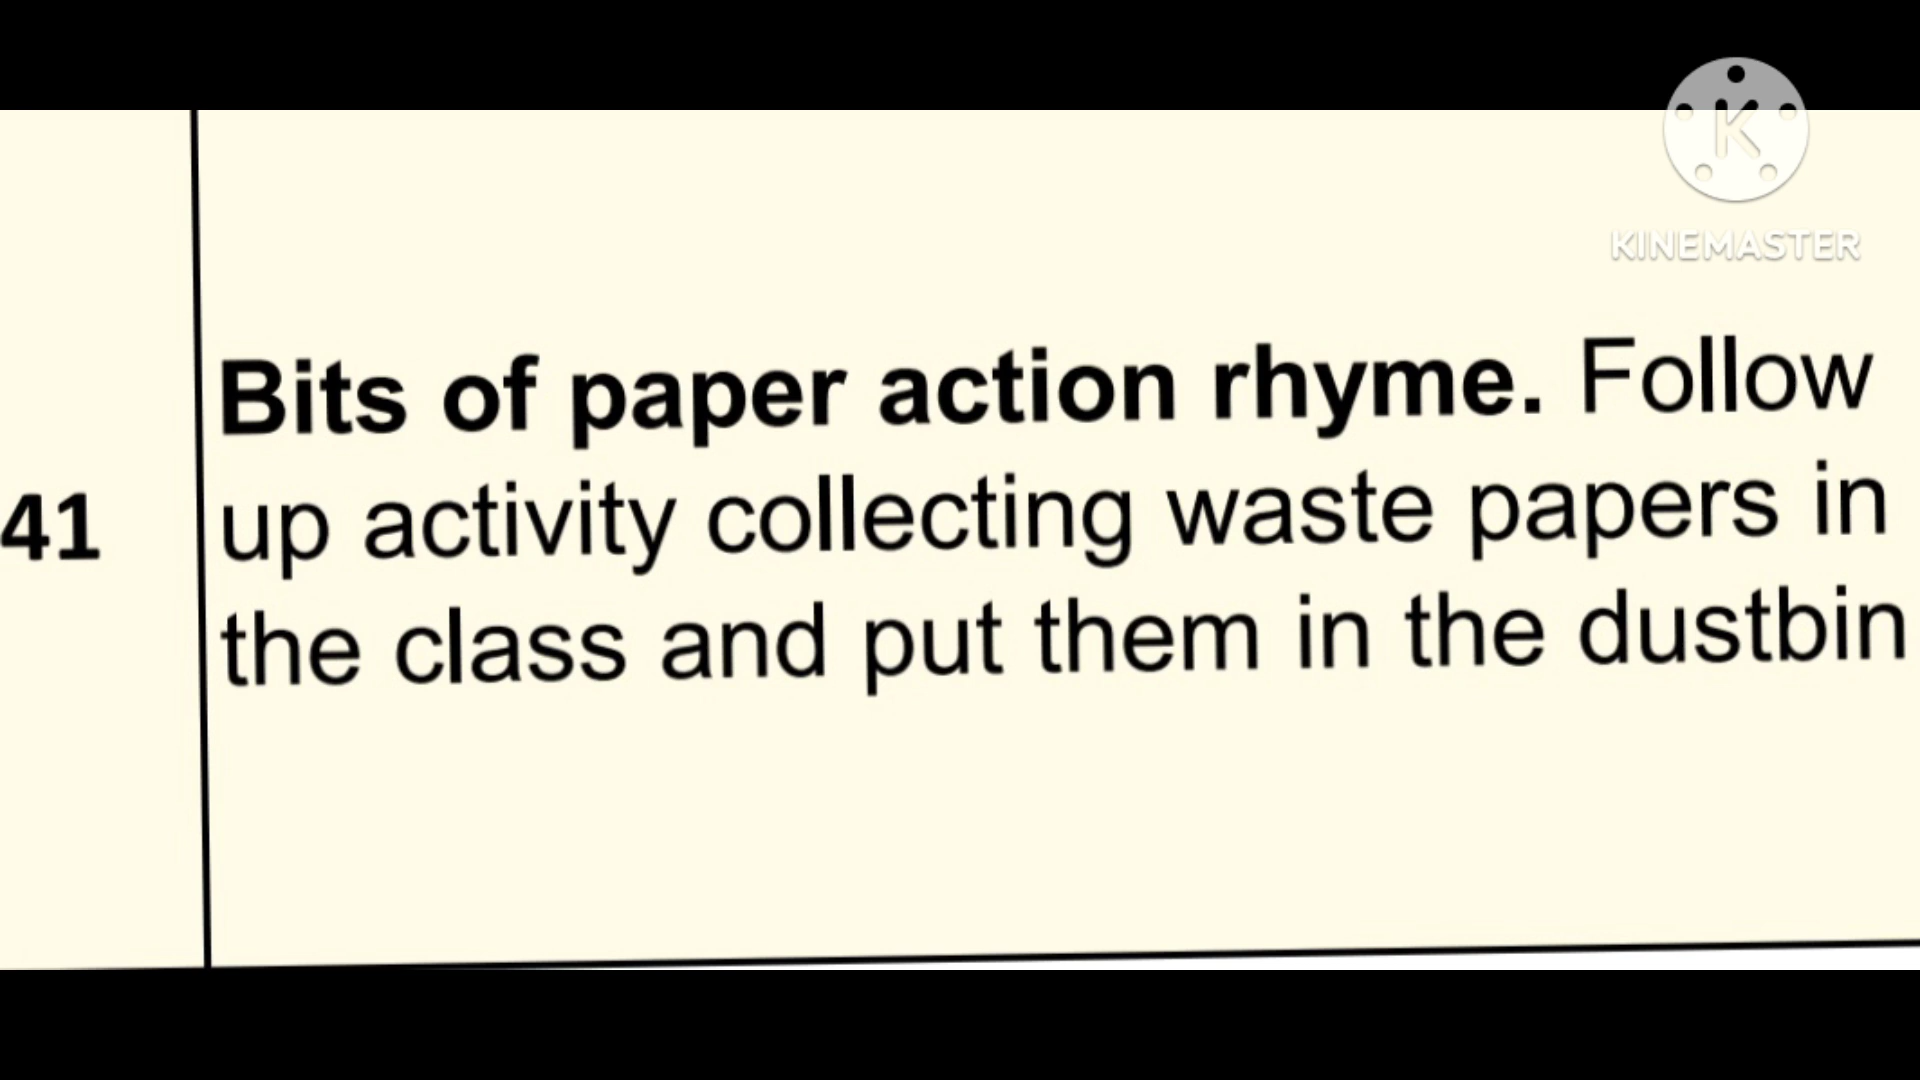 K
KINEMASTER
Bits of paper action rhyme. Follow
41
up activity collecting waste papers in
the class and put them in the dustbin